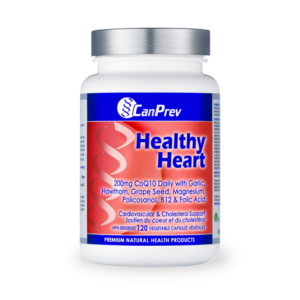 CanPrev
Healthy
Heart
200mg CoQ10 Daily with Garlic,
Hawthorn, Grape Seed, Magnesium,
Policosanol, B12 & Folic Acid
Cardiovascular & Cholesterol Support
Soutien du coeur et du cholestérol
120 VEGETABLE CAPSULES VÉGÉTALES
PREMIUM NATURAL HEALTH PRODUCTS